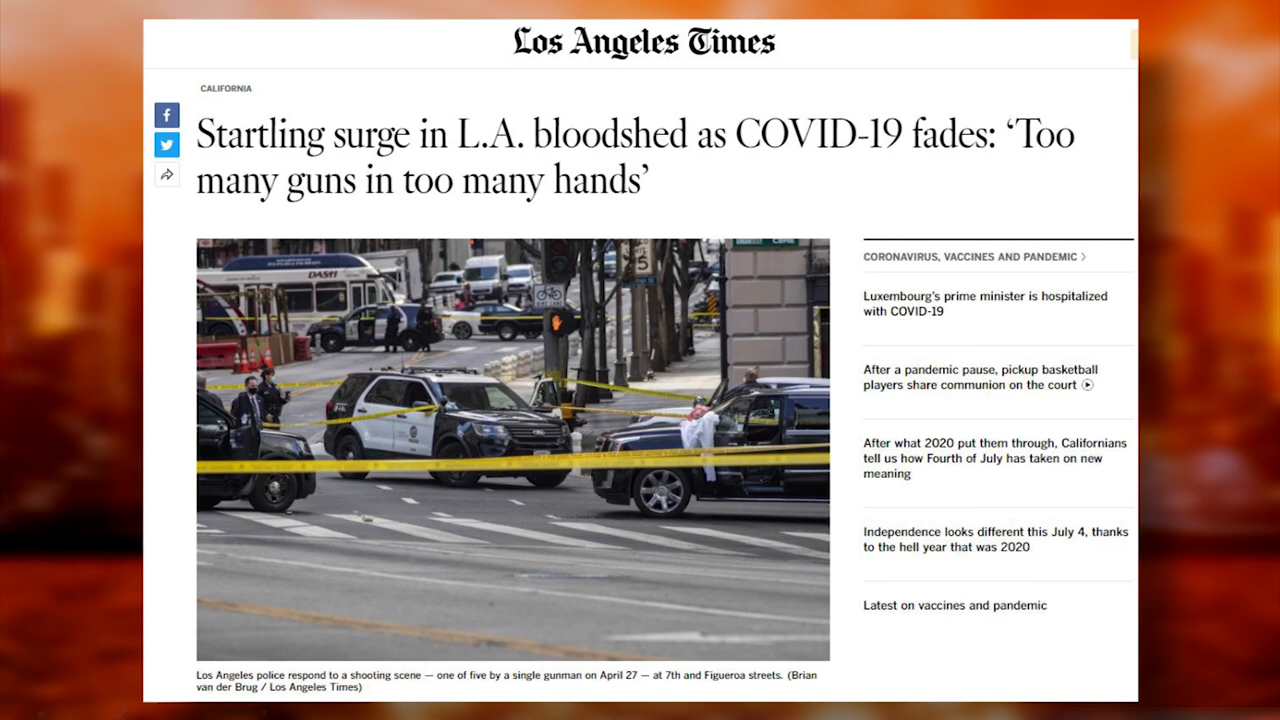 Los Angeles Times
CALIFORNIA
Startling surge in L.A. bloodshed as COVID-19 fades: ‘Too
many guns in too many hands’
DASH
BIKE LANE
5
CORONAVIRUS, VACCINES AND PANDEMIC
Luxembourg's prime minister is hospitalized
with COVID-19
After a pandemic pause, pickup basketball
players share communion on the court
After what 2020 put them through, Californians
tell us how Fourth of July has taken on new
meaning
Independence looks different this July 4, thanks
to the hell year that was 2020
Latest on vaccines and pandemic
Los Angeles police respond to a shooting scene — one of five by a single gunman on April 27 — at 7th and Figueroa streets. (Brian
van der Brug / Los Angeles Times)